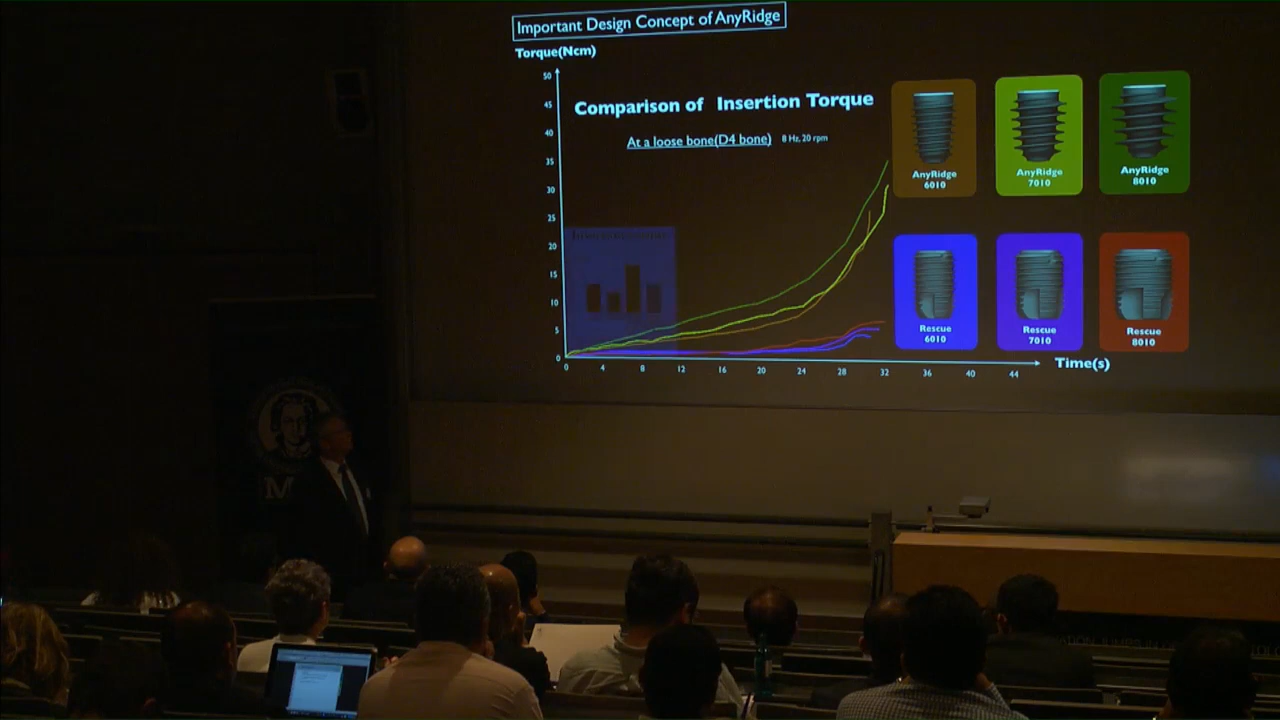 Important Design Concept of AnyRidge
Torque(Ncm)
50
45
40
35
30
25
20
15
10
5
0
Comparison of Insertion Torque
At a loose bone(D4 bone) 8 Hz, 20 rpm
0 4 8 12 16 20 24 28 32 36 40 44
Time(s)
AnyRidge
6010
AnyRidge
7010
AnyRidge
8010
Rescue
6010
Rescue
7010
Rescue
8010
M